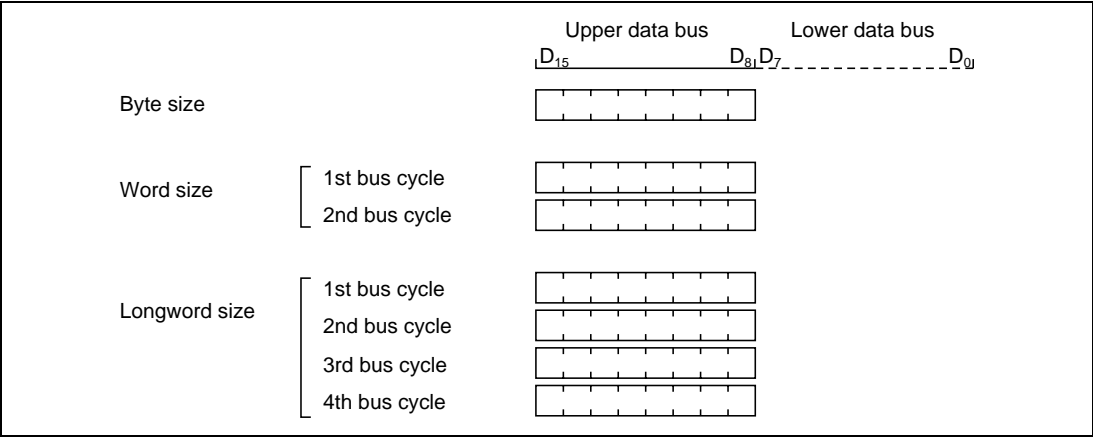 Upper data bus Lower data bus
D15 D8 D7 D0
Byte size
Word size
1st bus cycle
2nd bus cycle
Longword size
1st bus cycle
2nd bus cycle
3rd bus cycle
4th bus cycle